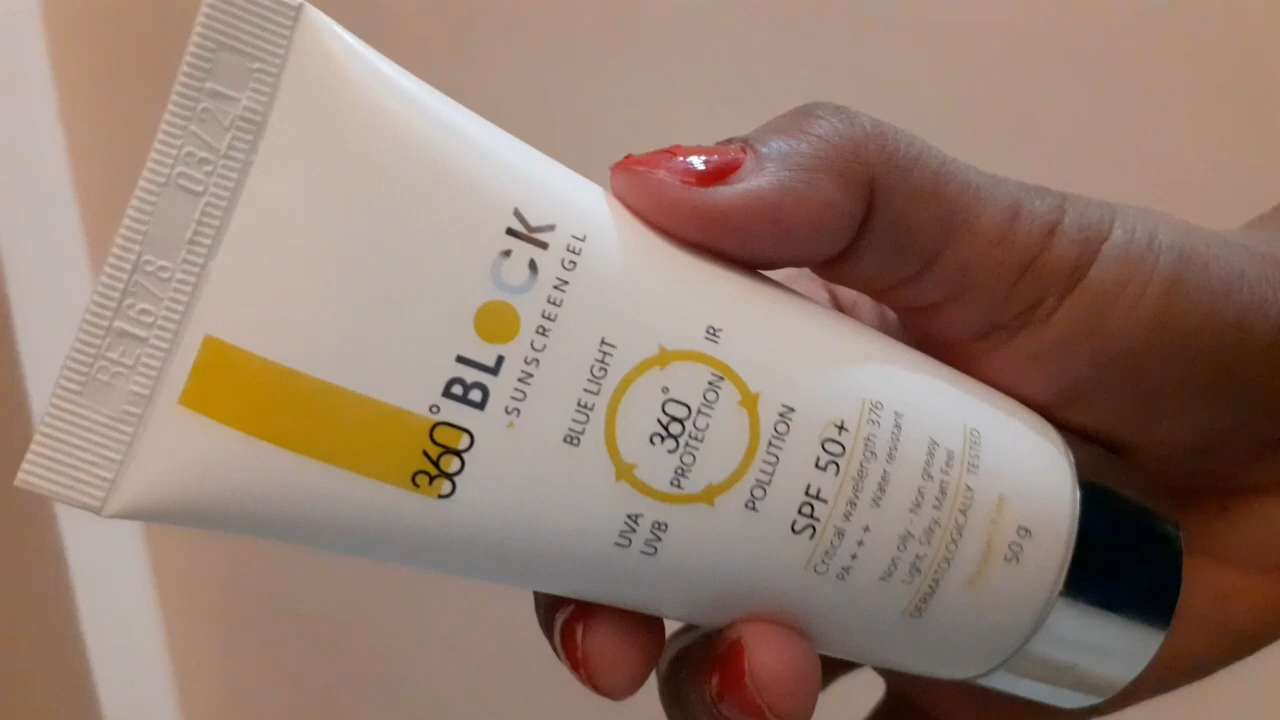 BE1678 03/21
360° BLOCK
SUNSCREEN GEL
BLUE LIGHT
IR
360°
PROTECTION
UVA
UVB
POLLUTION
SPF 50+
Critical wavelength 376
PA + + + Water resistant
Non oily - Non greasy
Light, Silky, Matt Feel
DERMATOLOGICALLY TESTED
50 g